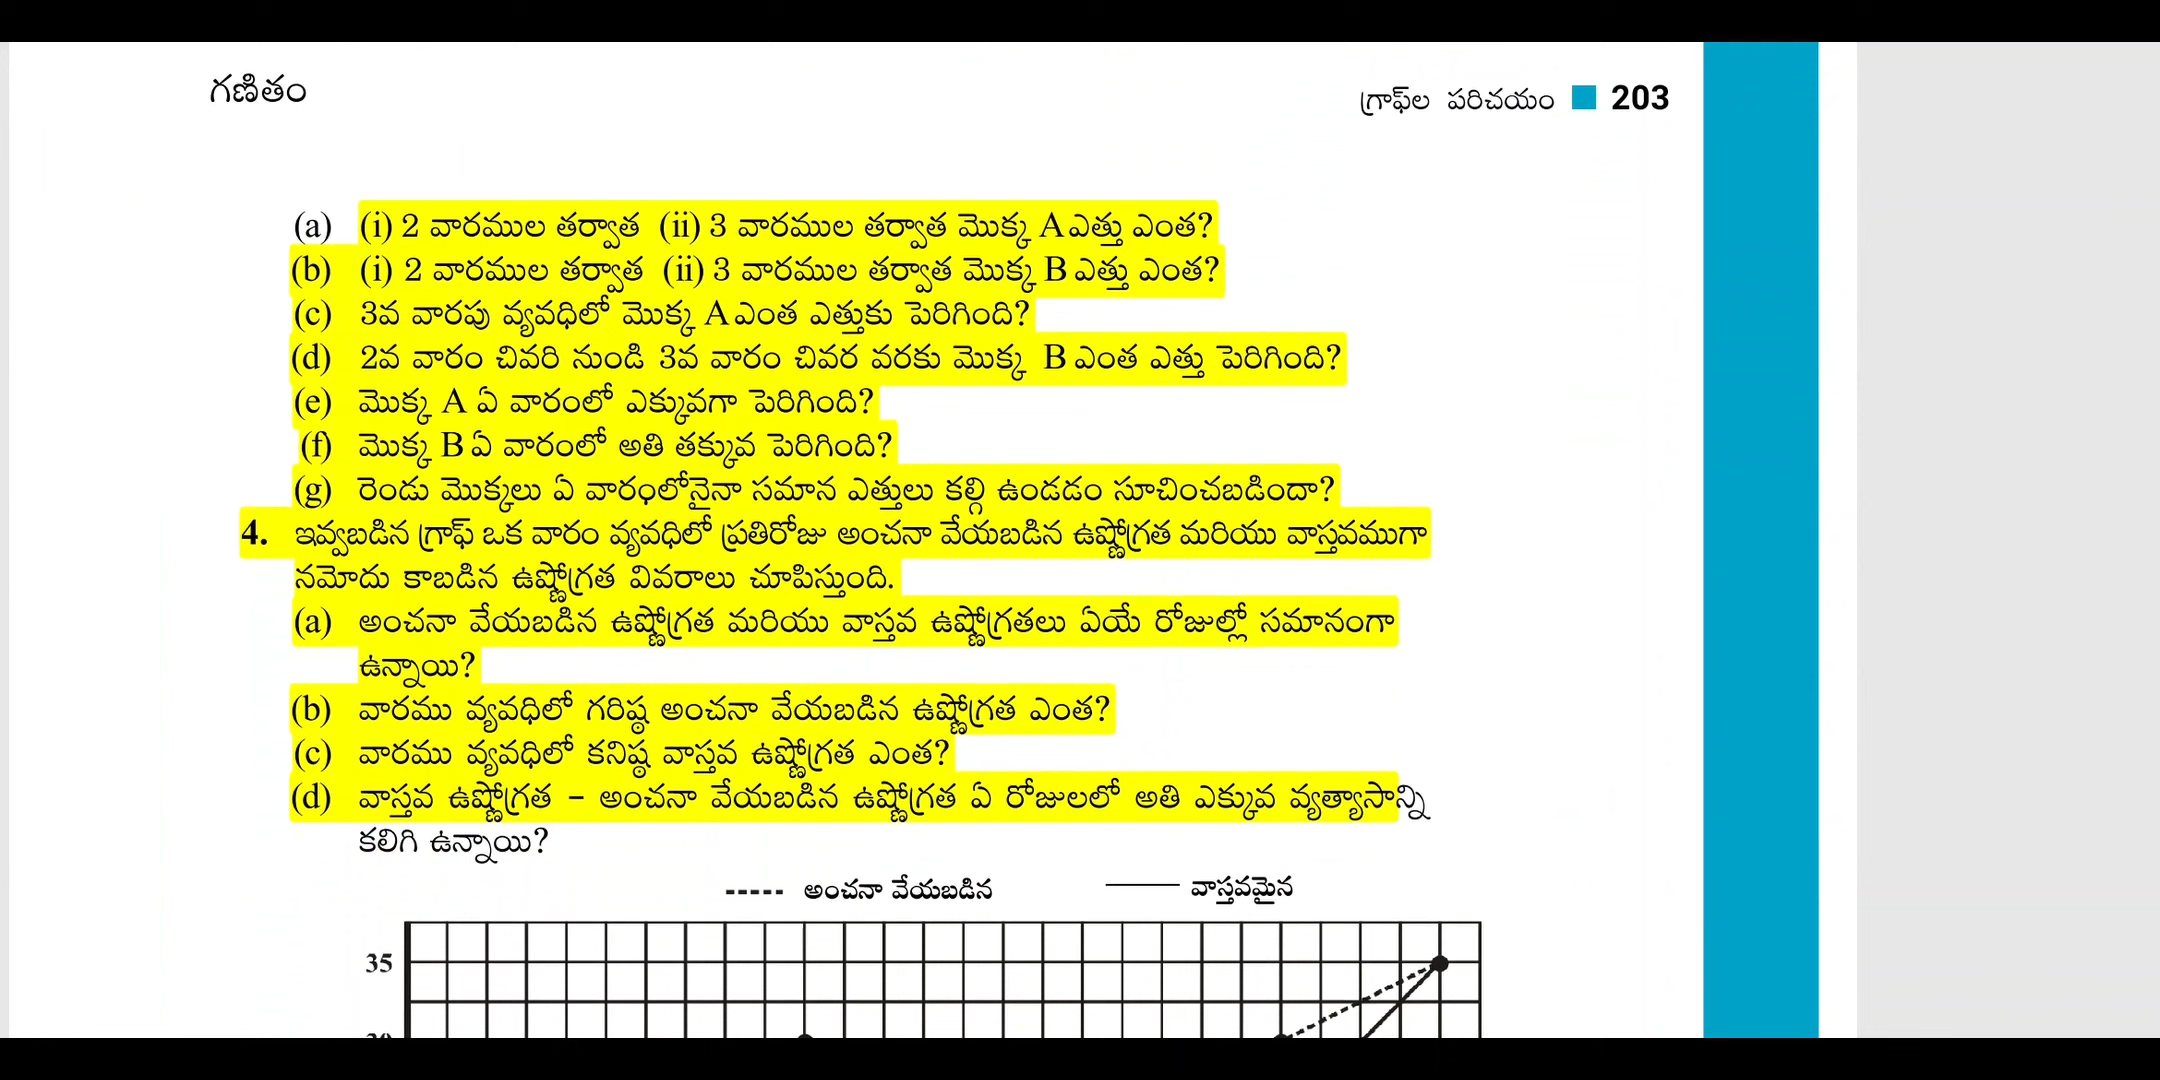 గణితం
గ్రాఫ్‌ల పరిచయం 203
(a) (i) 2 వారముల తర్వాత (ii) 3 వారముల తర్వాత మొక్క A ఎత్తు ఎంత?
(b) (i) 2 వారముల తర్వాత (ii) 3 వారముల తర్వాత మొక్క B ఎత్తు ఎంత?
(c) 3వ వారపు వ్యవధిలో మొక్క A ఎంత ఎత్తుకు పెరిగింది?
(d) 2వ వారం చివరి నుండి 3వ వారం చివర వరకు మొక్క B ఎంత ఎత్తు పెరిగింది?
(e) మొక్క A ఏ వారంలో ఎక్కువగా పెరిగింది?
(f) మొక్క B ఏ వారంలో అతి తక్కువ పెరిగింది?
(g) రెండు మొక్కలు ఏ వారంలోనైనా సమాన ఎత్తులు కల్గి ఉండడం సూచించబడిందా?
4. ఇవ్వబడిన గ్రాఫ్ ఒక వారం వ్యవధిలో ప్రతిరోజు అంచనా వేయబడిన ఉష్ణోగ్రత మరియు వాస్తవముగా
నమోదు కాబడిన ఉష్ణోగ్రత వివరాలు చూపిస్తుంది.
(a) అంచనా వేయబడిన ఉష్ణోగ్రత మరియు వాస్తవ ఉష్ణోగ్రతలు ఏయే రోజుల్లో సమానంగా
ఉన్నాయి?
(b) వారము వ్యవధిలో గరిష్ఠ అంచనా వేయబడిన ఉష్ణోగ్రత ఎంత?
(c) వారము వ్యవధిలో కనిష్ఠ వాస్తవ ఉష్ణోగ్రత ఎంత?
(d) వాస్తవ ఉష్ణోగ్రత – అంచనా వేయబడిన ఉష్ణోగ్రత ఏ రోజులలో అతి ఎక్కువ వ్యత్యాసాన్ని
కలిగి ఉన్నాయి?
----- అంచనా వేయబడిన వాస్తవమైన
35